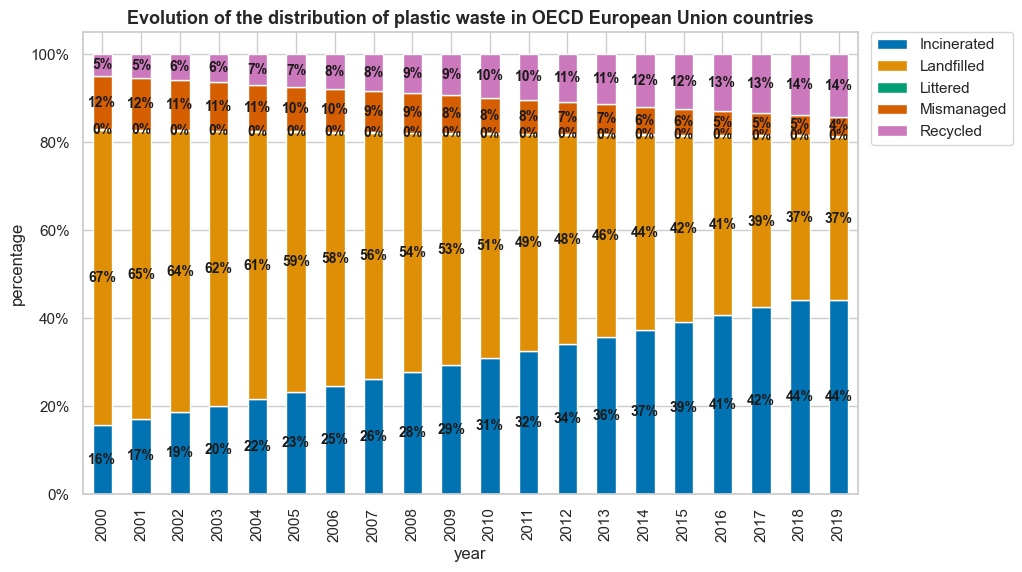 Evolution of the distribution of plastic waste in OECD European Union countries
Incinerated
Landfilled
Littered
Mismanaged
Recycled
100%
80%
60%
40%
20%
0%
percentage
5% 5% 6% 6% 7% 7% 8% 8% 9% 9% 10% 10% 11% 11% 12% 12% 13% 13% 14% 14%
12% 12% 11% 11% 11% 10% 10% 9% 9% 8% 8% 8% 7% 7% 6% 6% 5% 5% 5% 4%
0% 0% 0% 0% 0% 0% 0% 0% 0% 0% 0% 0% 0% 0% 0% 0% 0% 0% 0% 0%
67% 65% 64% 62% 61% 59% 58% 56% 54% 53% 51% 49% 48% 46% 44% 42% 41% 39% 37% 37%
16% 17% 19% 20% 22% 23% 25% 26% 28% 29% 31% 32% 34% 36% 37% 39% 41% 42% 44% 44%
2000 2001 2002 2003 2004 2005 2006 2007 2008 2009 2010 2011 2012 2013 2014 2015 2016 2017 2018 2019
year